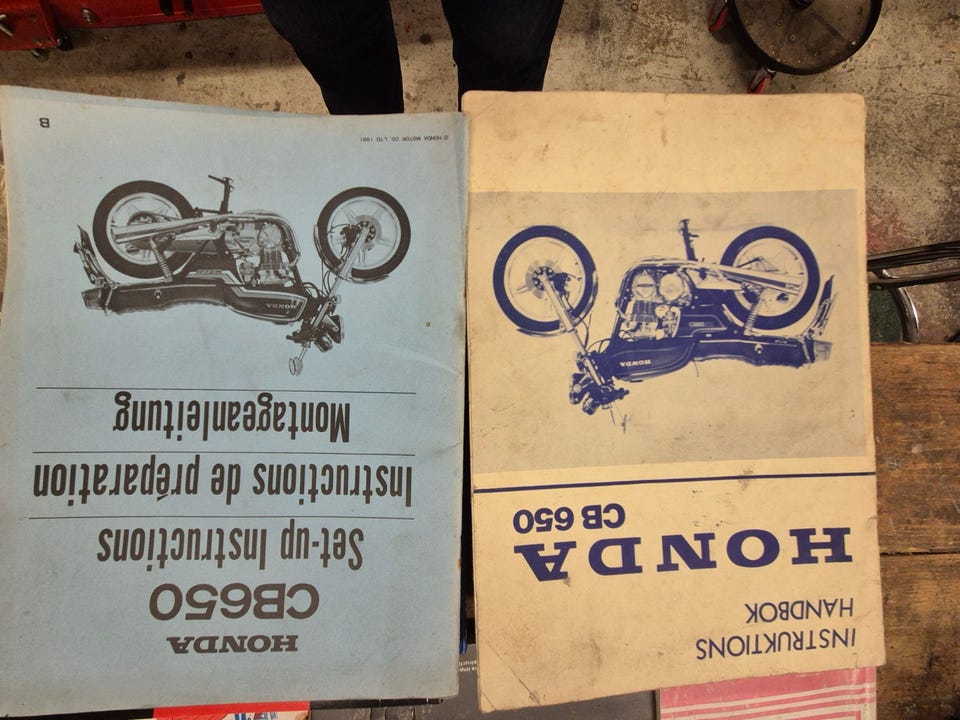 HONDA
CB650
Set-up Instructions
Instructions de préparation
Montageanleitung
HONDA
© HONDA MOTOR CO., LTD. 1981
B
INSTRUKTIONS
HANDBOK
HONDA
CB 650
HONDA